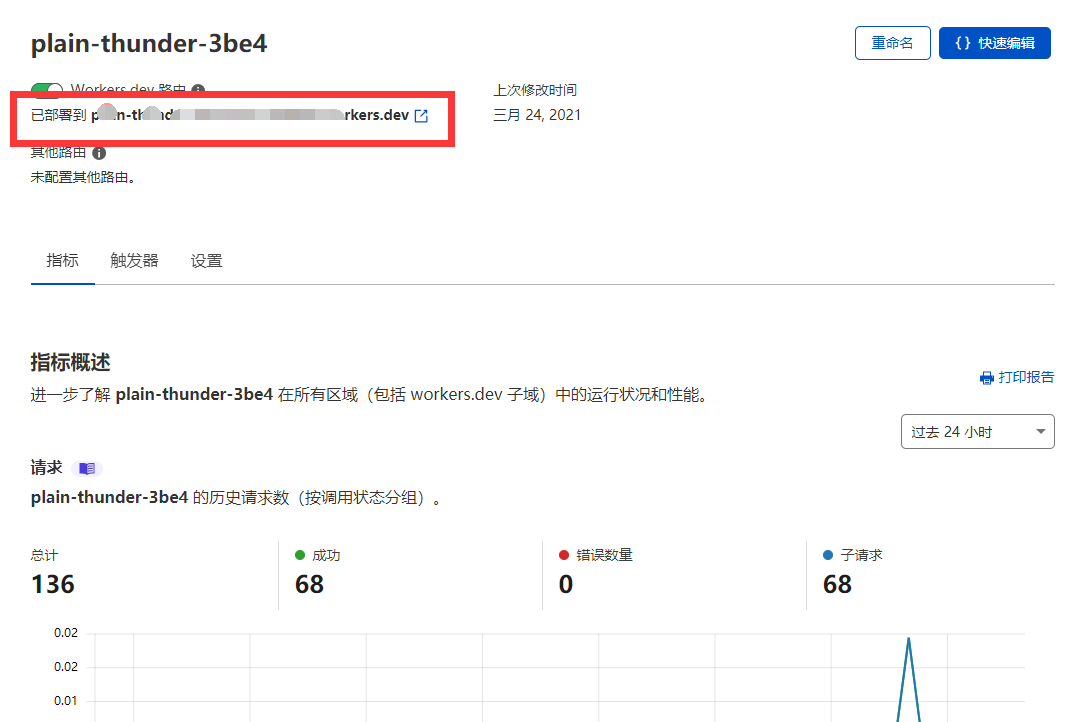 plain-thunder-3be4
重命名
{} 快速编辑
Workers.dev 路由
上次修改时间
已部署到 rkers.dev
三月 24, 2021
其他路由
未配置其他路由。
指标 触发器 设置
指标概述
进一步了解 plain-thunder-3be4 在所有区域（包括 workers.dev 子域）中的运行状况和性能。
打印报告
过去 24 小时
请求
plain-thunder-3be4 的历史请求数（按调用状态分组）。
总计 成功 错误数量 子请求
136 68 0 68
0.02
0.02
0.01